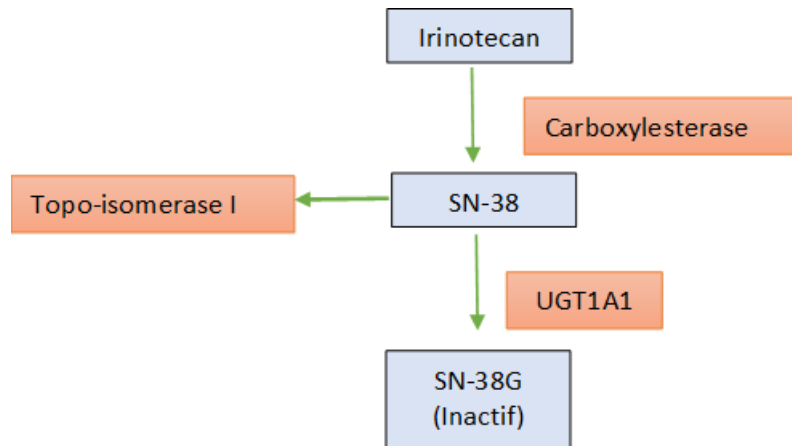 Irinotecan
Carboxylesterase
Topo-isomerase I
SN-38
UGT1A1
SN-38G
(Inactif)